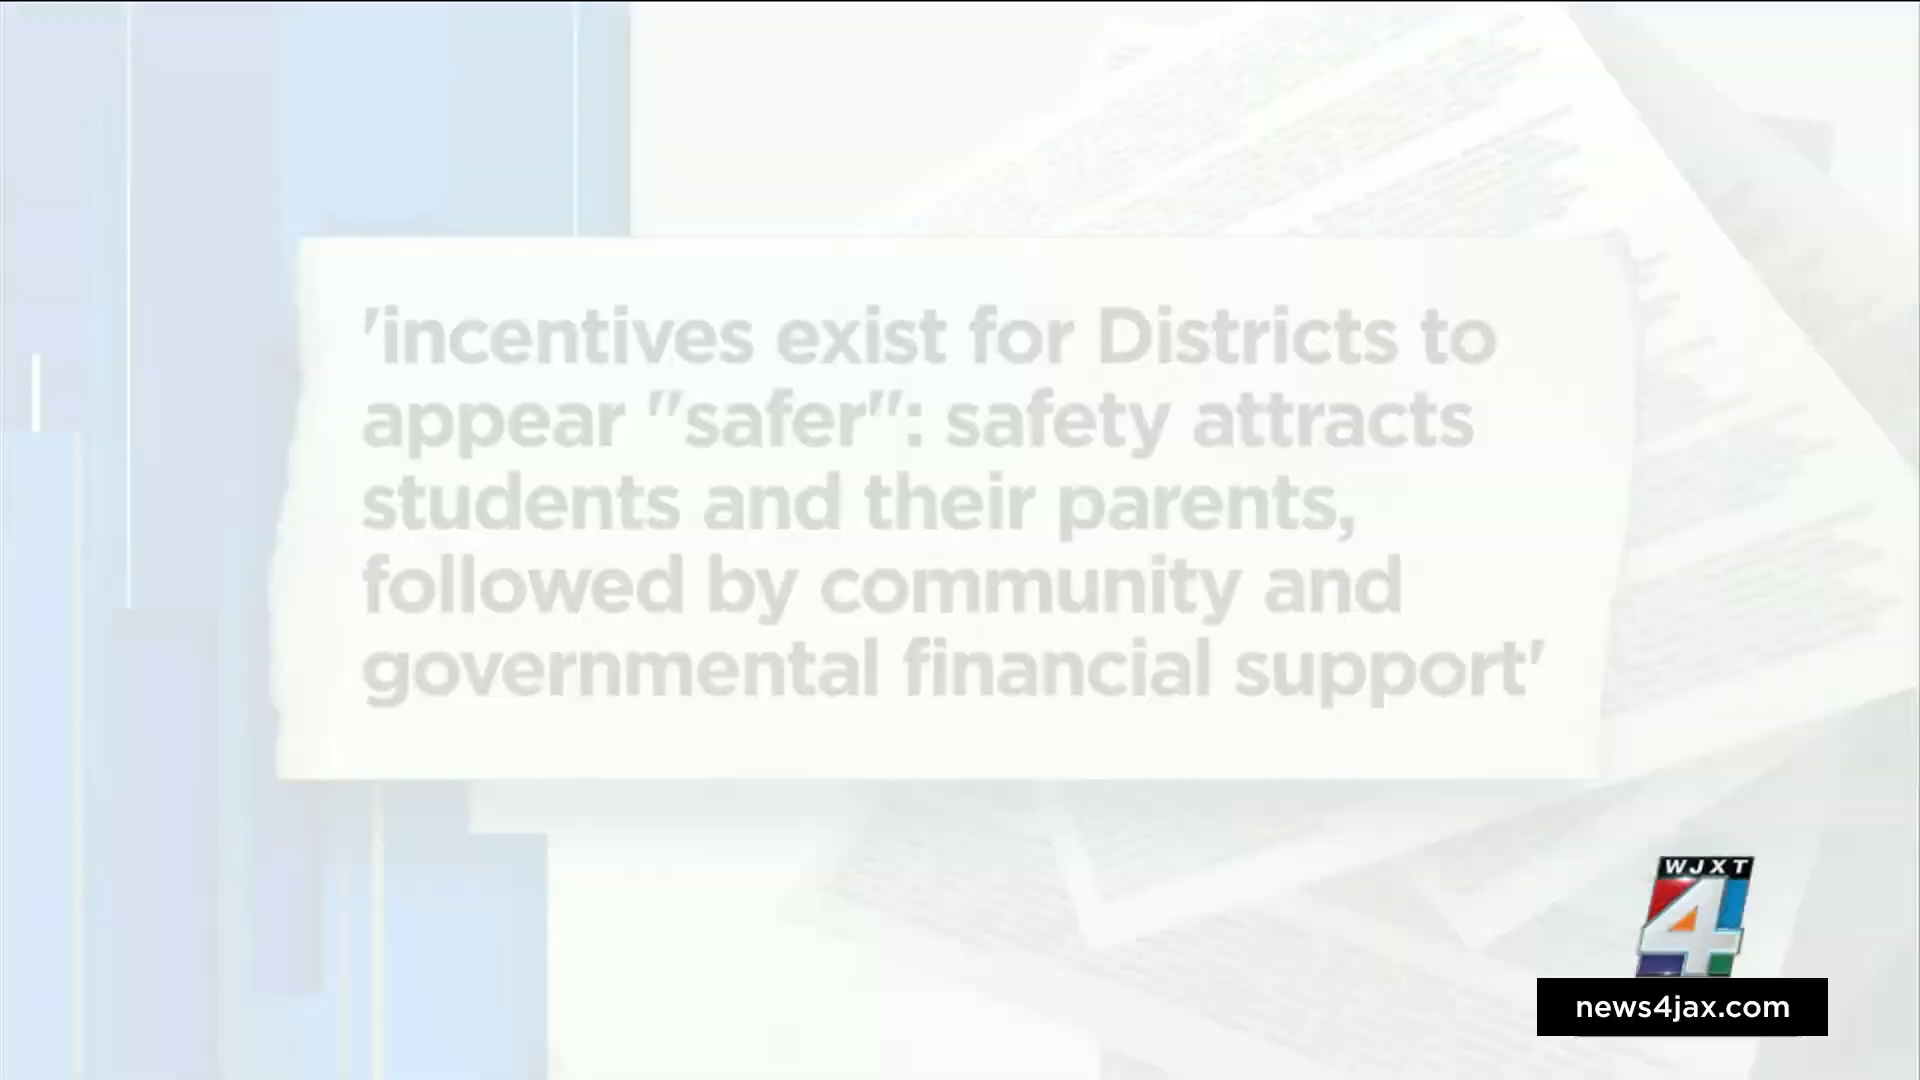 'incentives exist for Districts to
appear "safer": safety attracts
students and their parents,
followed by community and
governmental financial support'
WJXT
4
news4jax.com